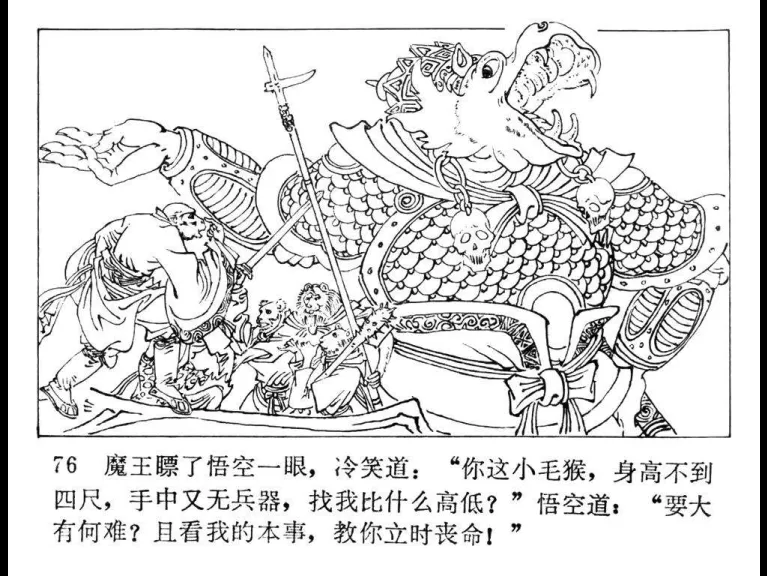 76 魔王瞟了悟空一眼，冷笑道：“你这小毛猴，身高不到
四尺，手中又无兵器，找我比什么高低？”悟空道：“要大
有何难？且看我的本事，教你立时丧命！”